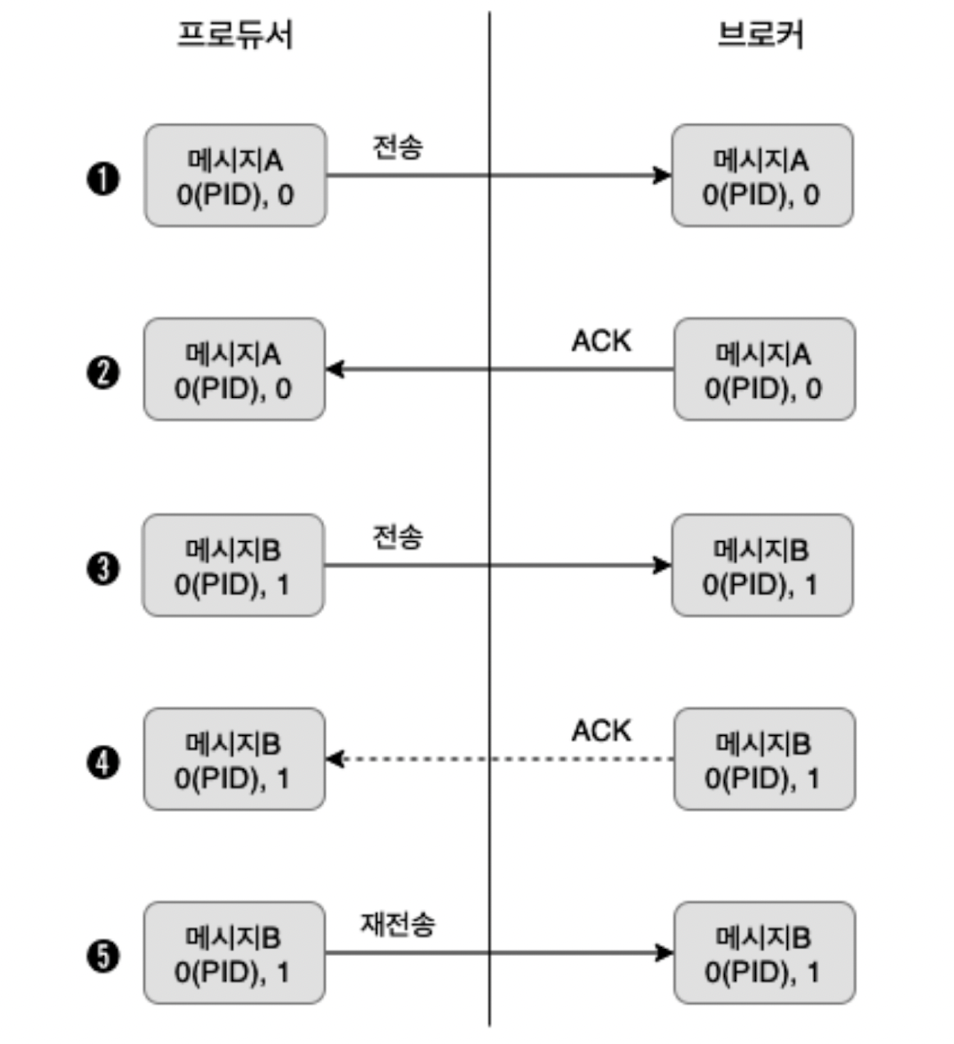 프로듀서
브로커
❶
메시지A
0(PID), 0
전송
메시지A
0(PID), 0
❷
메시지A
0(PID), 0
ACK
메시지A
0(PID), 0
❸
메시지B
0(PID), 1
전송
메시지B
0(PID), 1
❹
메시지B
0(PID), 1
ACK
메시지B
0(PID), 1
❺
메시지B
0(PID), 1
재전송
메시지B
0(PID), 1